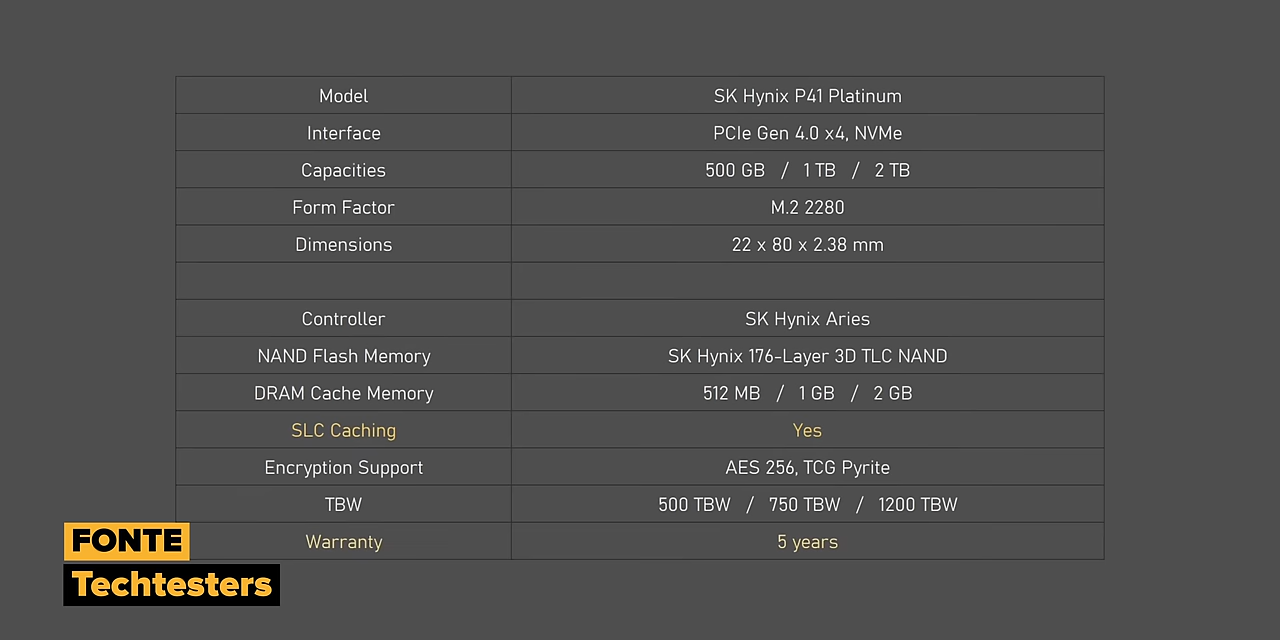 Model SK Hynix P41 Platinum
Interface PCIe Gen 4.0 x4, NVMe
Capacities 500 GB / 1 TB / 2 TB
Form Factor M.2 2280
Dimensions 22 x 80 x 2.38 mm
Controller SK Hynix Aries
NAND Flash Memory SK Hynix 176-Layer 3D TLC NAND
DRAM Cache Memory 512 MB / 1 GB / 2 GB
SLC Caching Yes
Encryption Support AES 256, TCG Pyrite
TBW 500 TBW / 750 TBW / 1200 TBW
Warranty 5 years
FONTE
Techtesters